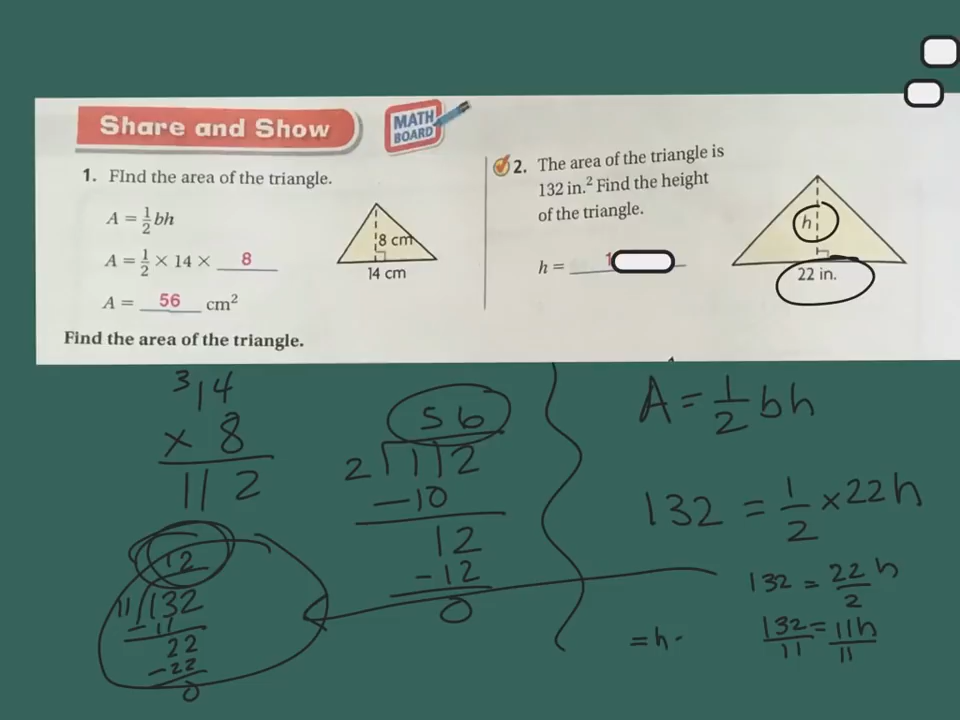 Share and Show
MATH
BOARD
1. Find the area of the triangle.
A = 1/2 bh
A = 1/2 × 14 × 8
A = 56 cm²
8 cm
14 cm
Find the area of the triangle.
2. The area of the triangle is
132 in.² Find the height
of the triangle.
h = 1
h
22 in.
3 14
× 8
112
56
2 112
-10
12
-12
0
12
11 132
-11
22
-22
0
A = 1/2 bh
132 = 1/2 × 22 h
132 = 22/2 h
132/11 = 11h/11
= h